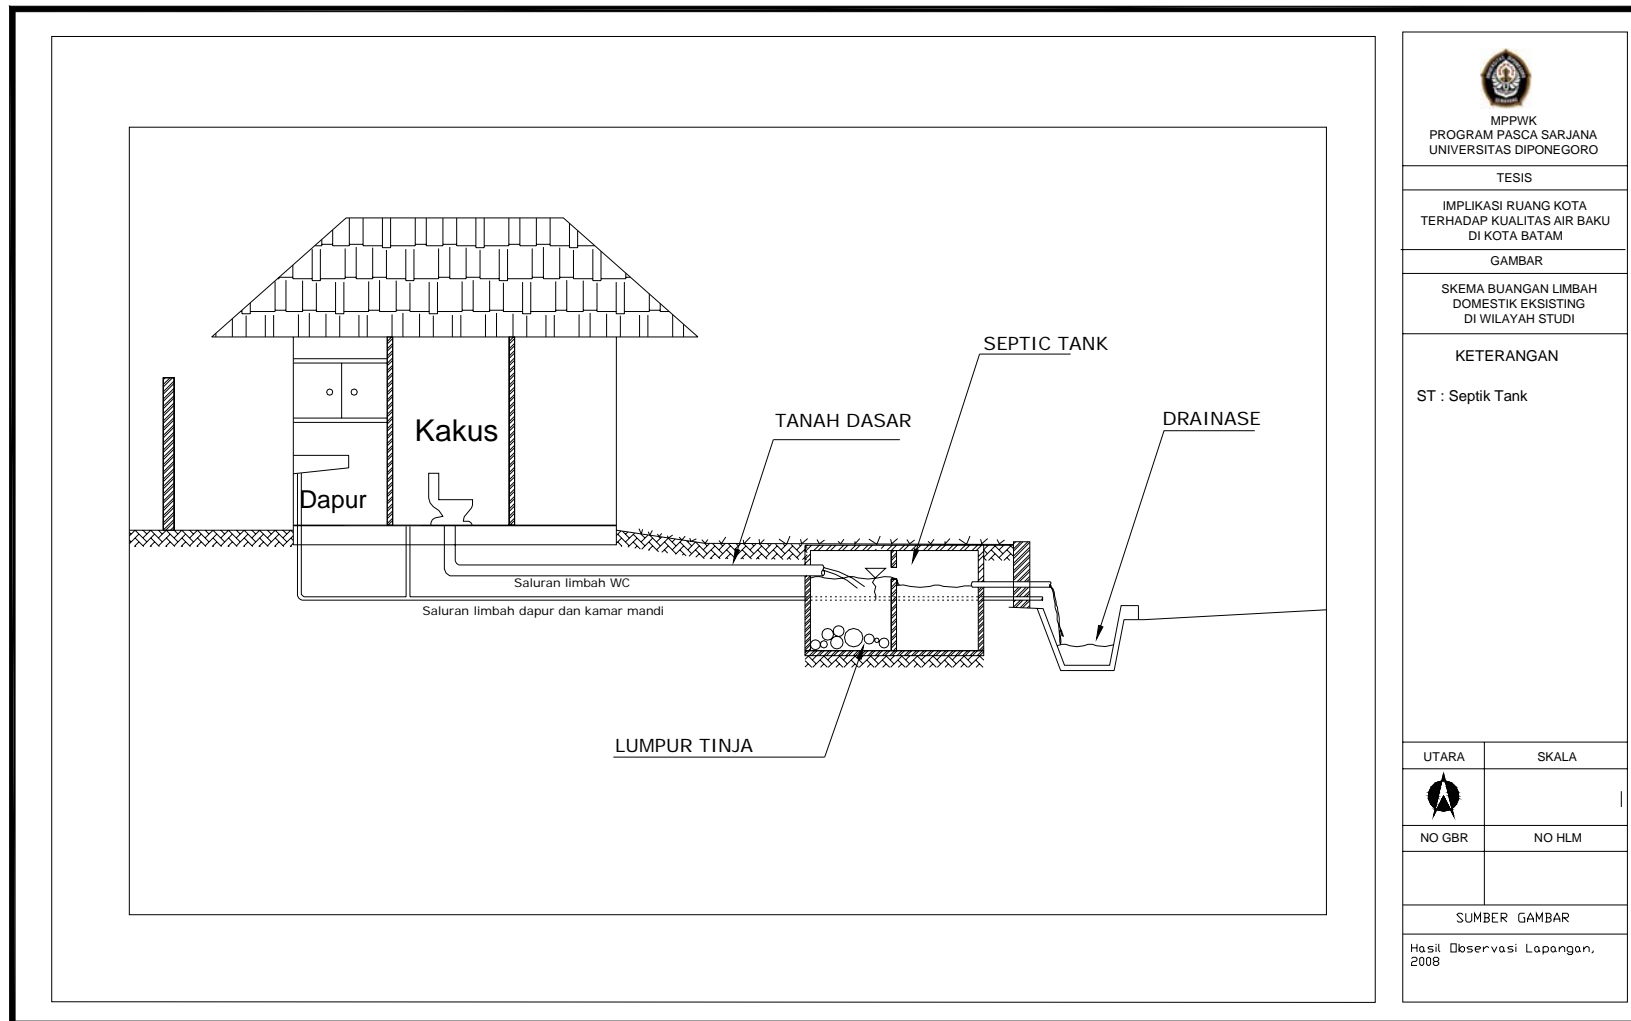 SEPTIC TANK
TANAH DASAR
DRAINASE
Kakus
Dapur
Saluran limbah WC
Saluran limbah dapur dan kamar mandi
LUMPUR TINJA
MPPWK
PROGRAM PASCA SARJANA
UNIVERSITAS DIPONEGORO
TESIS
IMPLIKASI RUANG KOTA
TERHADAP KUALITAS AIR BAKU
DI KOTA BATAM
GAMBAR
SKEMA BUANGAN LIMBAH
DOMESTIK EKSISTING
DI WILAYAH STUDI
KETERANGAN
ST : Septik Tank
UTARA SKALA
NO GBR NO HLM
SUMBER GAMBAR
Hasil Observasi Lapangan,
2008